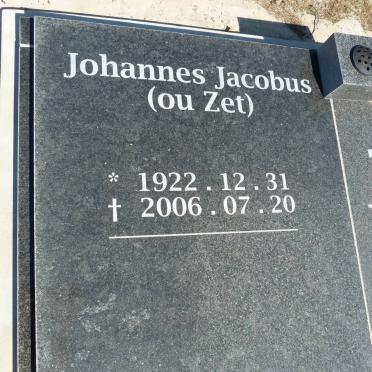 Johannes Jacobus
(ou Zet)
* 1922 . 12 . 31
† 2006 . 07 . 20